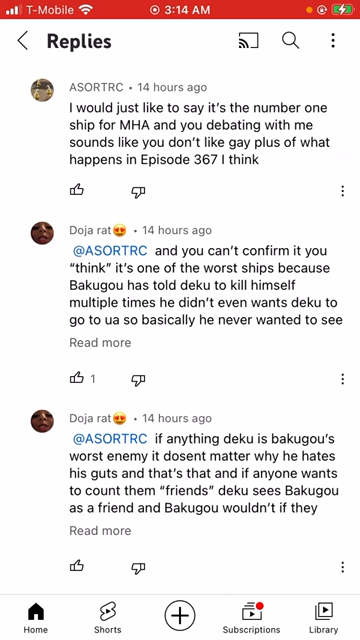 T-Mobile 3:14 AM
Replies
ASORTRC • 14 hours ago
I would just like to say it's the number one
ship for MHA and you debating with me
sounds like you don't like gay plus of what
happens in Episode 367 I think
Doja rat😍 • 14 hours ago
@ASORTRC and you can't confirm it you
“think” it's one of the worst ships because
Bakugou has told deku to kill himself
multiple times he didn't even wants deku to
go to ua so basically he never wanted to see
Read more
1
Doja rat😍 • 14 hours ago
@ASORTRC if anything deku is bakugou's
worst enemy it dosent matter why he hates
his guts and that's that and if anyone wants
to count them “friends” deku sees Bakugou
as a friend and Bakugou wouldn't if they
Read more
Home Shorts Subscriptions Library